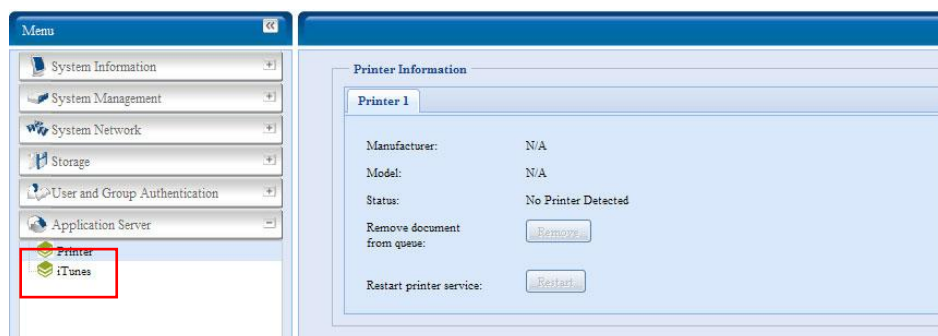 Menu
System Information
System Management
System Network
Storage
User and Group Authentication
Application Server
Printer
iTunes
Printer Information
Printer 1
Manufacturer: N/A
Model: N/A
Status: No Printer Detected
Remove document
from queue: Remove
Restart printer service: Restart